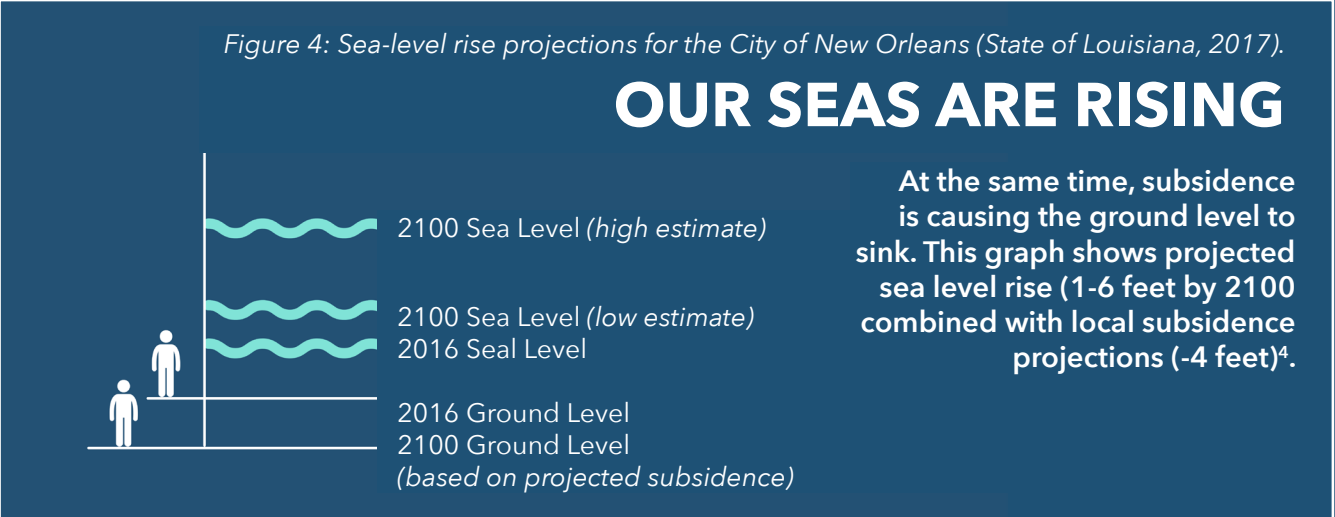 Figure 4: Sea-level rise projections for the City of New Orleans (State of Louisiana, 2017).
OUR SEAS ARE RISING
At the same time, subsidence
is causing the ground level to
sink. This graph shows projected
sea level rise (1-6 feet by 2100
combined with local subsidence
projections (-4 feet)⁴.
2100 Sea Level (high estimate)
2100 Sea Level (low estimate)
2016 Seal Level
2016 Ground Level
2100 Ground Level
(based on projected subsidence)